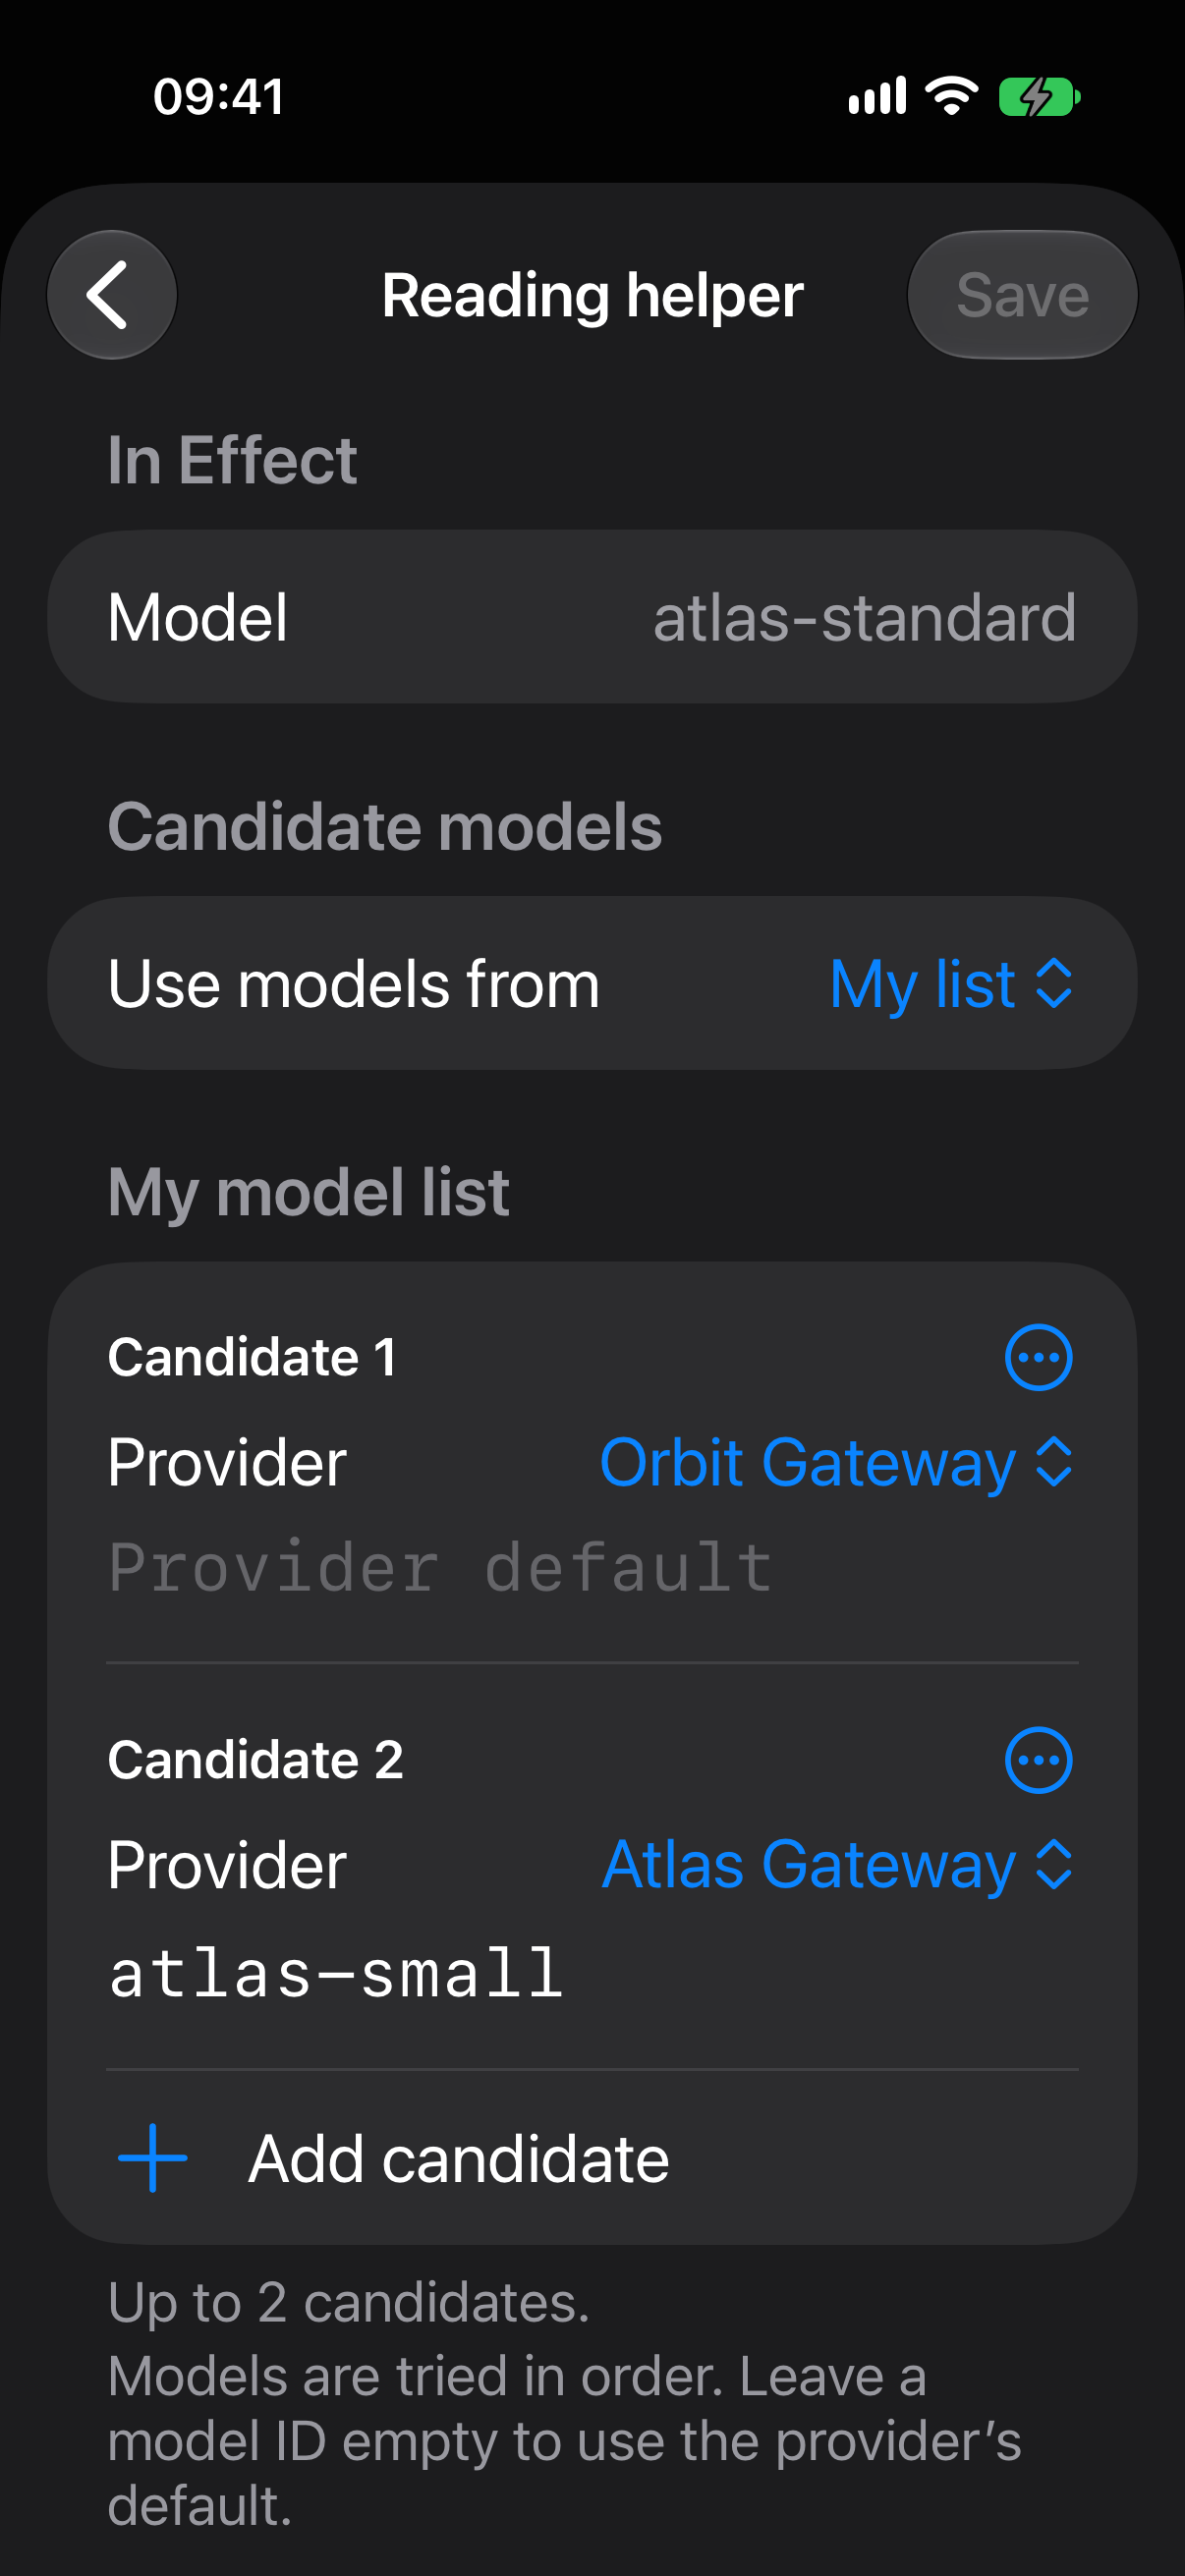 09:41
Reading helper
Save
In Effect
Model atlas-standard
Candidate models
Use models from My list
My model list
Candidate 1
Provider Orbit Gateway
Provider default
Candidate 2
Provider Atlas Gateway
atlas-small
Add candidate
Up to 2 candidates.
Models are tried in order. Leave a
model ID empty to use the provider’s
default.